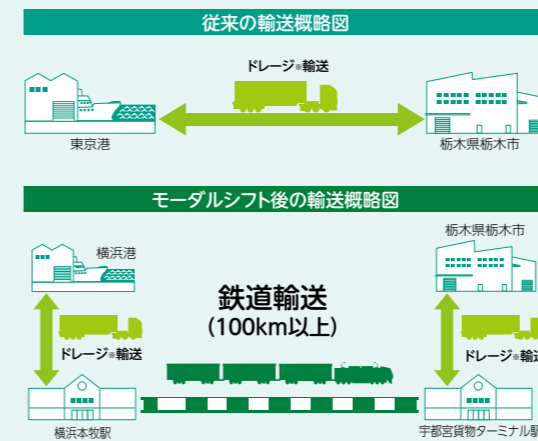 従来の輸送概略図
ドレージ※輸送
東京港
栃木県栃木市
モーダルシフト後の輸送概略図
横浜港
栃木県栃木市
鉄道輸送
(100km以上)
ドレージ※輸送
ドレージ※輸送
横浜本牧駅
宇都宮貨物ターミナル駅